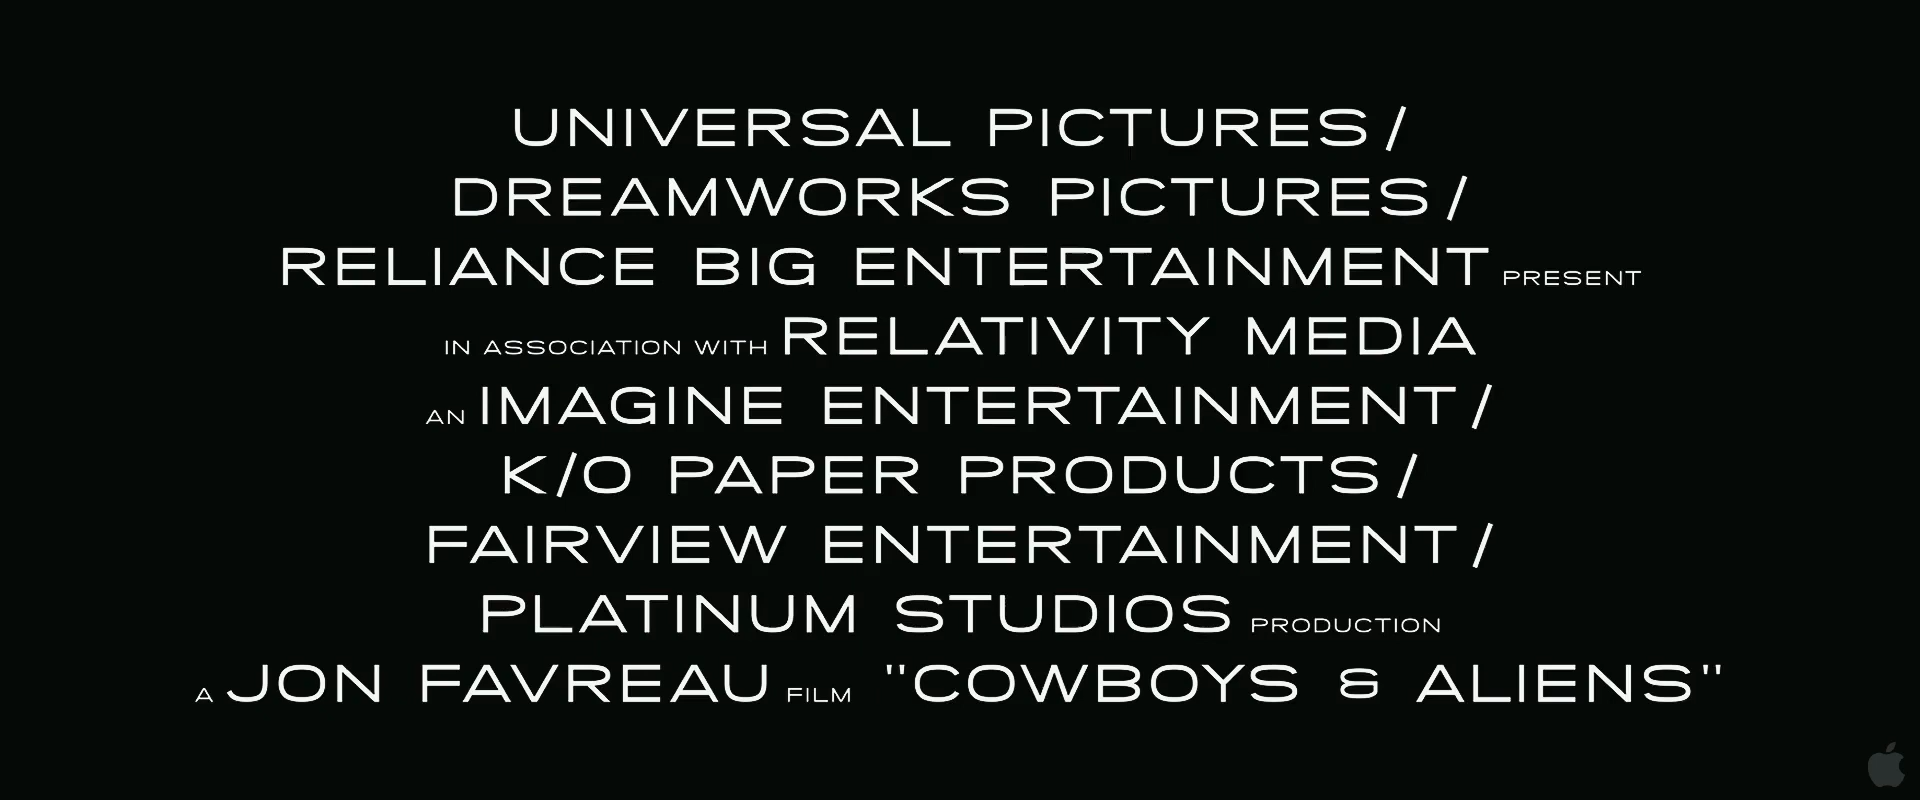 UNIVERSAL PICTURES/
DREAMWORKS PICTURES/
RELIANCE BIG ENTERTAINMENT PRESENT
IN ASSOCIATION WITH RELATIVITY MEDIA
AN IMAGINE ENTERTAINMENT/
K/O PAPER PRODUCTS/
FAIRVIEW ENTERTAINMENT/
PLATINUM STUDIOS PRODUCTION
A JON FAVREAU FILM "COWBOYS & ALIENS"